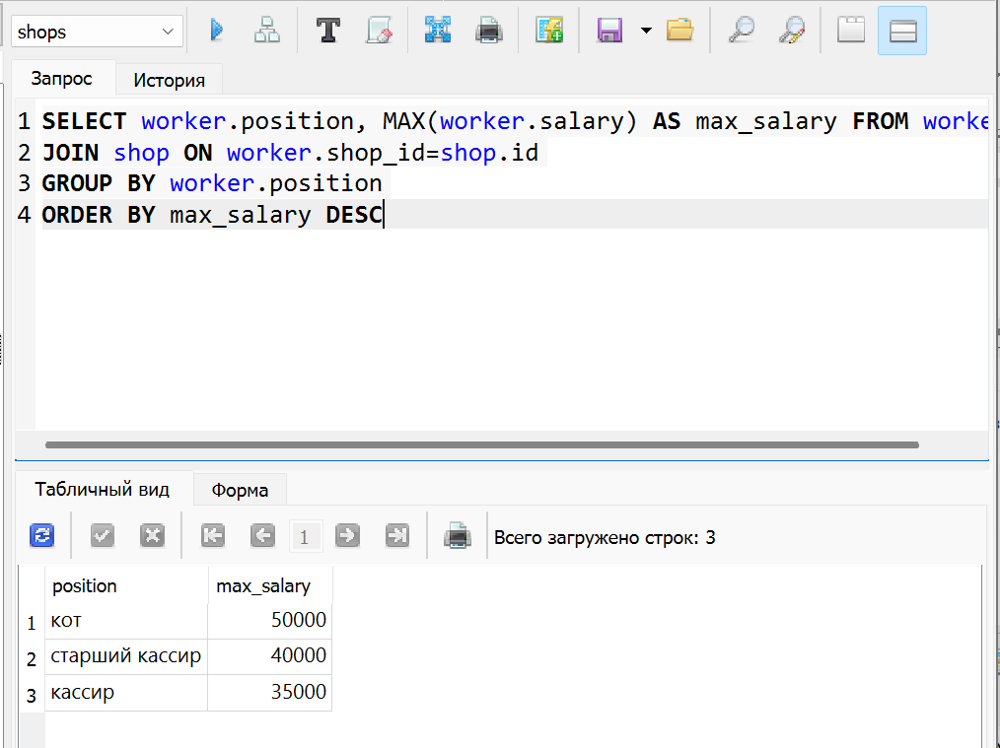 shops
Запрос История
1 SELECT worker.position, MAX(worker.salary) AS max_salary FROM worke
2 JOIN shop ON worker.shop_id=shop.id
3 GROUP BY worker.position
4 ORDER BY max_salary DESC
Табличный вид Форма
1 Всего загружено строк: 3
position max_salary
1 кот 50000
2 старший кассир 40000
3 кассир 35000